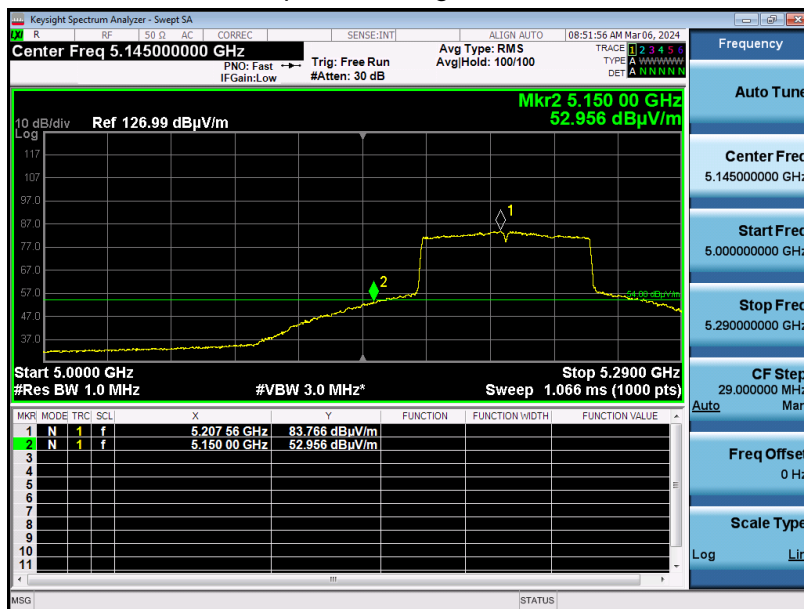 Keysight Spectrum Analyzer - Swept SA
LXI R RF 50 Ω AC CORREC SENSE:INT ALIGN AUTO 08:51:56 AM Mar 06, 2024
Center Freq 5.145000000 GHz Avg Type: RMS TRACE 1 2 3 4 5 6
PNO: Fast Trig: Free Run Avg|Hold: 100/100 TYPE A WWWWW
IFGain:Low #Atten: 30 dB DET A N N N N N
Mkr2 5.150 00 GHz
10 dB/div Ref 126.99 dBµV/m 52.956 dBµV/m
Log
117
107
97.0
1
87.0
77.0
67.0
2
57.0
54.00 dBµV/m
47.0
37.0
Start 5.0000 GHz Stop 5.2900 GHz
#Res BW 1.0 MHz #VBW 3.0 MHz* Sweep 1.066 ms (1000 pts)
MKR MODE TRC SCL X Y FUNCTION FUNCTION WIDTH FUNCTION VALUE
1 N 1 f 5.207 56 GHz 83.766 dBµV/m
2 N 1 f 5.150 00 GHz 52.956 dBµV/m
3
4
5
6
7
8
9
10
11
MSG STATUS
Frequency
Auto Tune
Center Freq
5.145000000 GHz
Start Freq
5.000000000 GHz
Stop Freq
5.290000000 GHz
CF Step
29.000000 MHz
Auto Man
Freq Offset
0 Hz
Scale Type
Log Lin